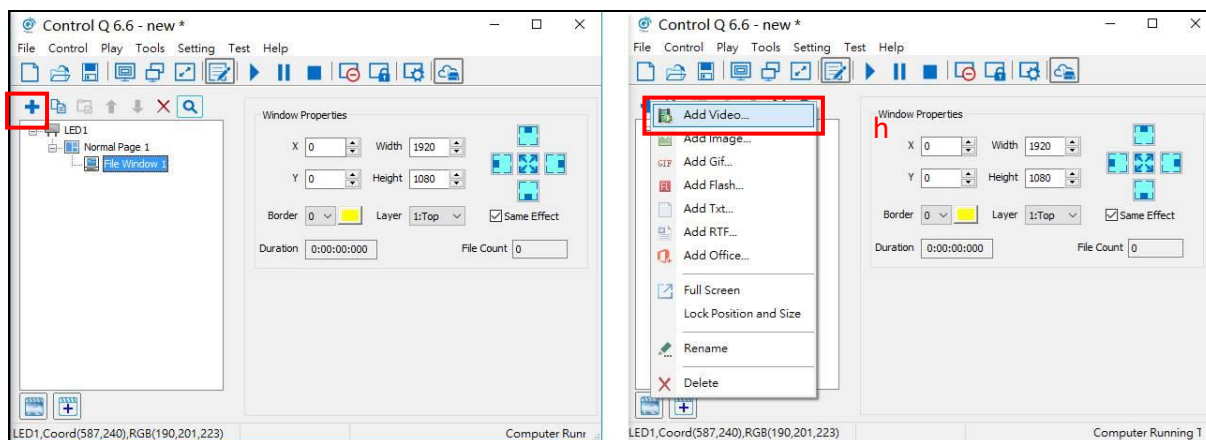 Control Q 6.6 - new *
File Control Play Tools Setting Test Help
LED1
Normal Page 1
File Window 1
Window Properties
X 0 Width 1920
Y 0 Height 1080
Border 0 Layer 1:Top Same Effect
Duration 0:00:00:000 File Count 0
LED1,Coord(587,240),RGB(190,201,223) Computer Runr
Control Q 6.6 - new *
File Control Play Tools Setting Test Help
Add Video...
Add Image...
GIF Add Gif...
Add Flash...
Add Txt...
Add RTF...
Add Office...
Full Screen
Lock Position and Size
Rename
Delete
Window Properties
h
X 0 Width 1920
Y 0 Height 1080
Border 0 Layer 1:Top Same Effect
Duration 0:00:00:000 File Count 0
LED1,Coord(587,240),RGB(190,201,223) Computer Running T